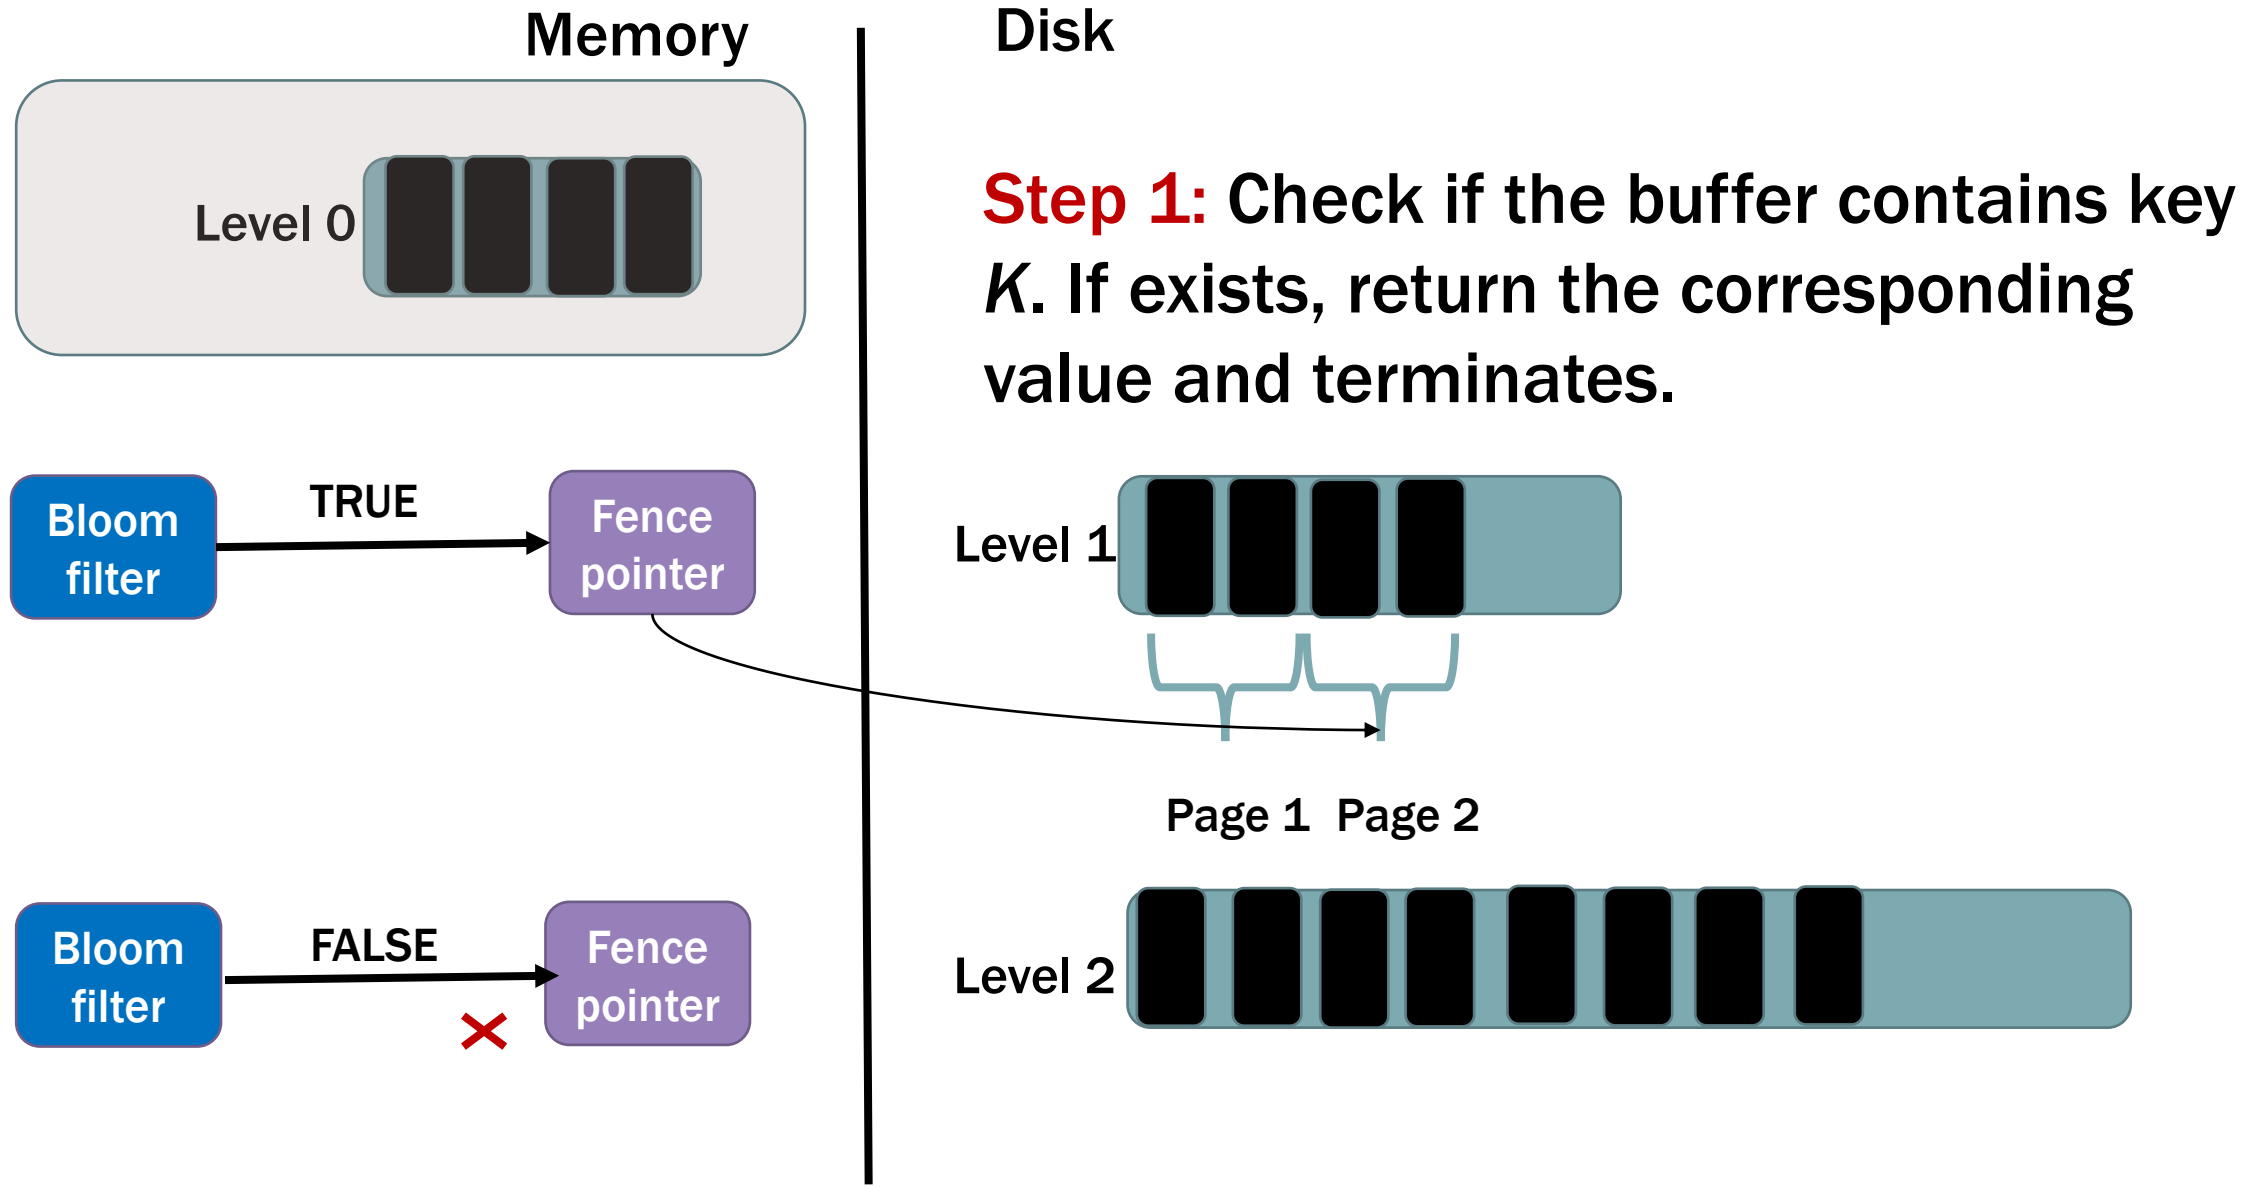 Memory
Disk
Level 0
Step 1: Check if the buffer contains key
K. If exists, return the corresponding
value and terminates.
Bloom
filter
TRUE
Fence
pointer
Level 1
Page 1 Page 2
Bloom
filter
FALSE
Fence
pointer
Level 2